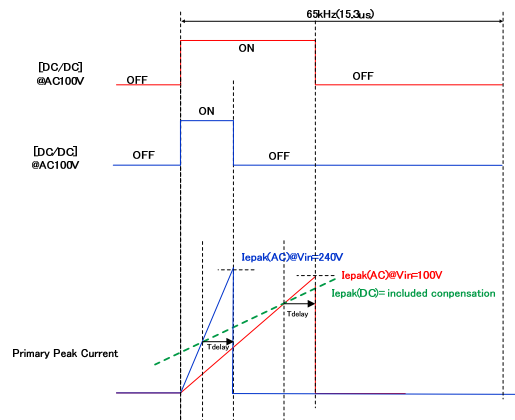 65kHz(15.3us)
ON
[DC/DC]
@AC100V
OFF
OFF
ON
[DC/DC]
@AC100V
OFF
OFF
Iepak(AC)@Vin=240V
Iepak(AC)@Vin=100V
Iepak(DC)= included conpensation
Tdelay
Tdelay
Primary Peak Current